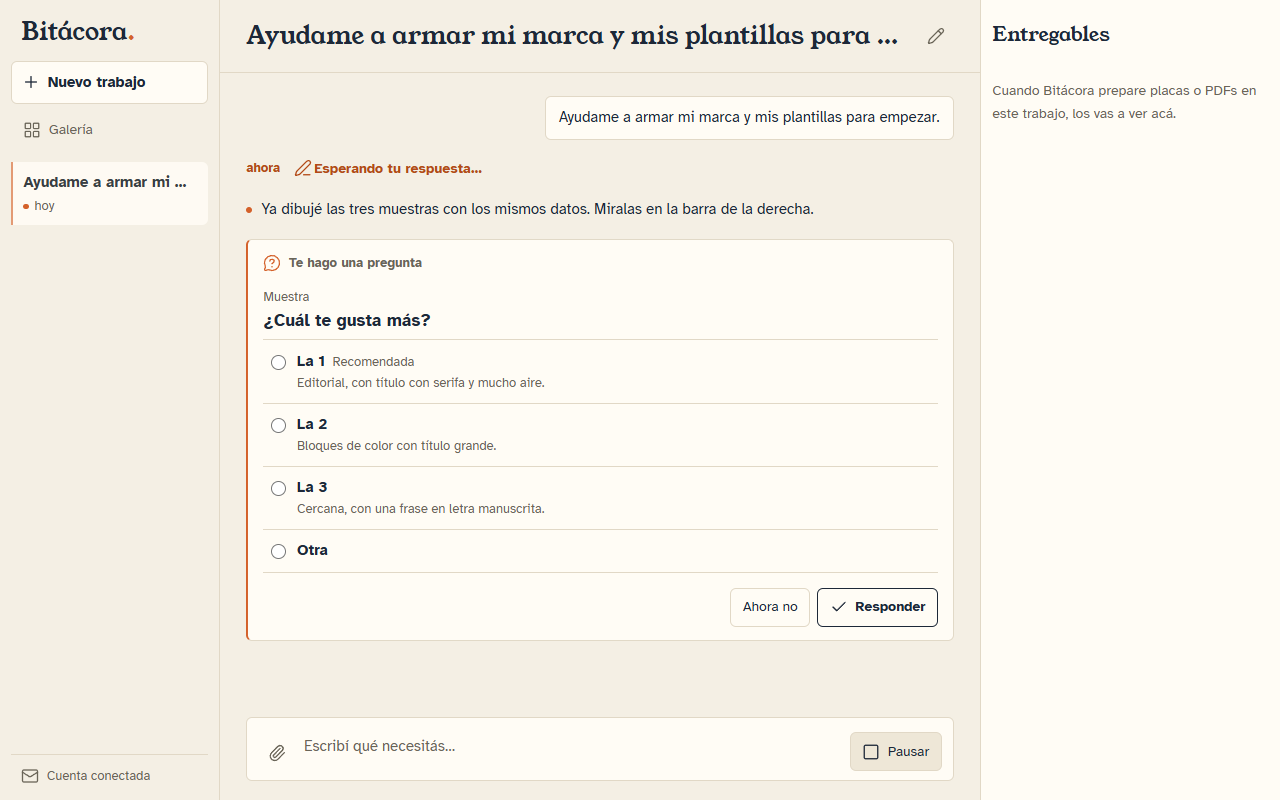 Bitácora.
Nuevo trabajo
Galería
Ayudame a armar mi ...
hoy
Cuenta conectada
Ayudame a armar mi marca y mis plantillas para ...
Ayudame a armar mi marca y mis plantillas para empezar.
ahora Esperando tu respuesta...
Ya dibujé las tres muestras con los mismos datos. Miralas en la barra de la derecha.
Te hago una pregunta
Muestra
¿Cuál te gusta más?
La 1 Recomendada
Editorial, con título con serifa y mucho aire.
La 2
Bloques de color con título grande.
La 3
Cercana, con una frase en letra manuscrita.
Otra
Ahora no
Responder
Escribí qué necesitás...
Pausar
Entregables
Cuando Bitácora prepare placas o PDFs en
este trabajo, los vas a ver acá.